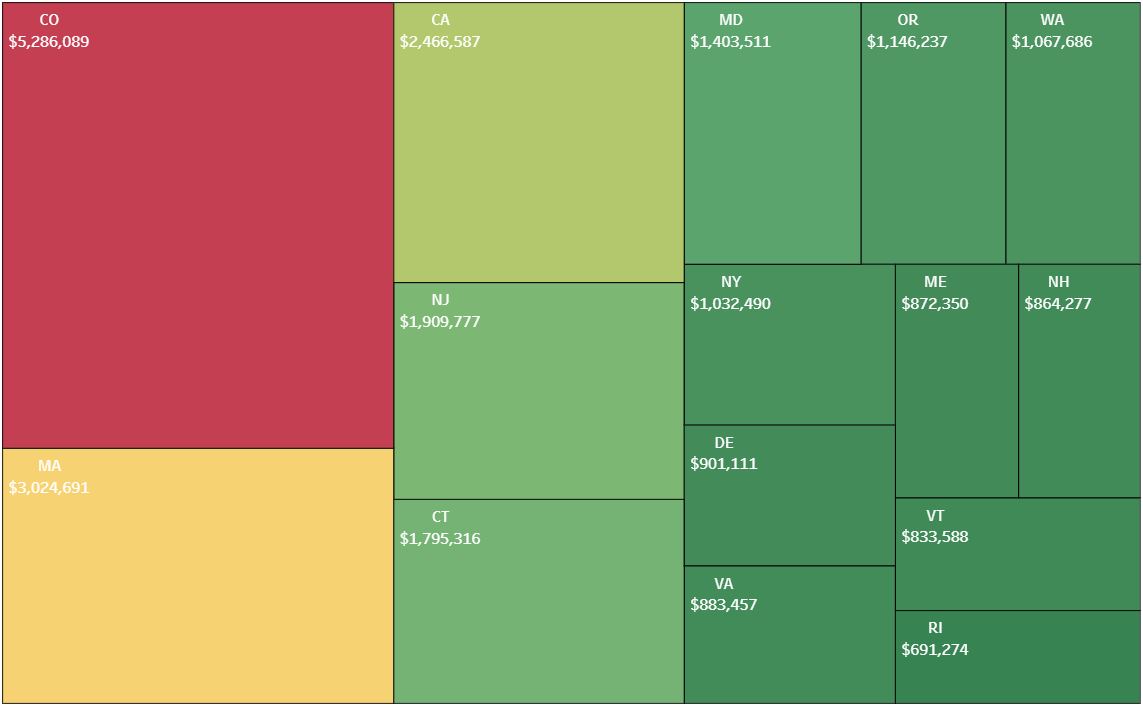 CO
$5,286,089
MA
$3,024,691
CA
$2,466,587
NJ
$1,909,777
CT
$1,795,316
MD
$1,403,511
OR
$1,146,237
WA
$1,067,686
NY
$1,032,490
DE
$901,111
VA
$883,457
ME
$872,350
NH
$864,277
VT
$833,588
RI
$691,274